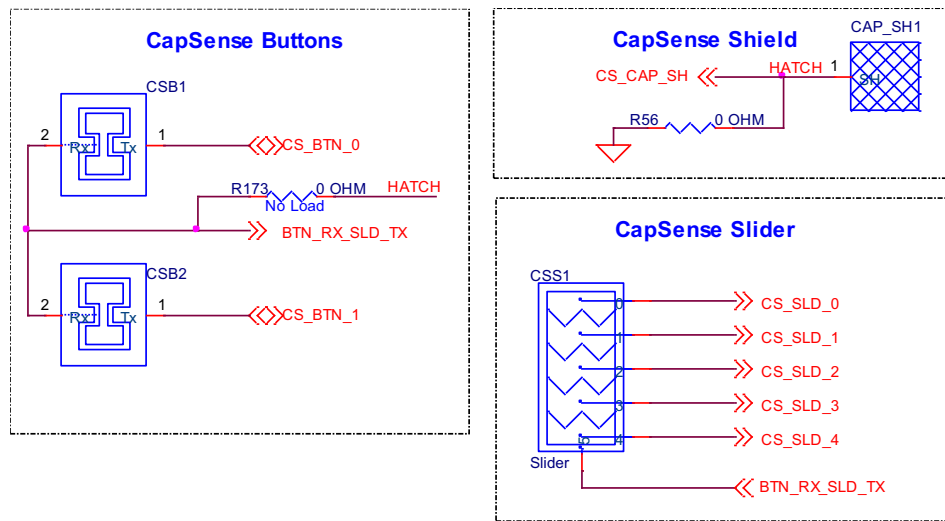 CapSense Buttons
CSB1
2
Rx
Tx
1
CS_BTN_0
R173
0 OHM
HATCH
No Load
BTN_RX_SLD_TX
CSB2
2
Rx
Tx
1
CS_BTN_1
CapSense Shield
CAP_SH1
CS_CAP_SH
HATCH
1
SH
R56
0 OHM
CapSense Slider
CSS1
0
CS_SLD_0
1
CS_SLD_1
2
CS_SLD_2
3
CS_SLD_3
4
CS_SLD_4
5
Slider
BTN_RX_SLD_TX